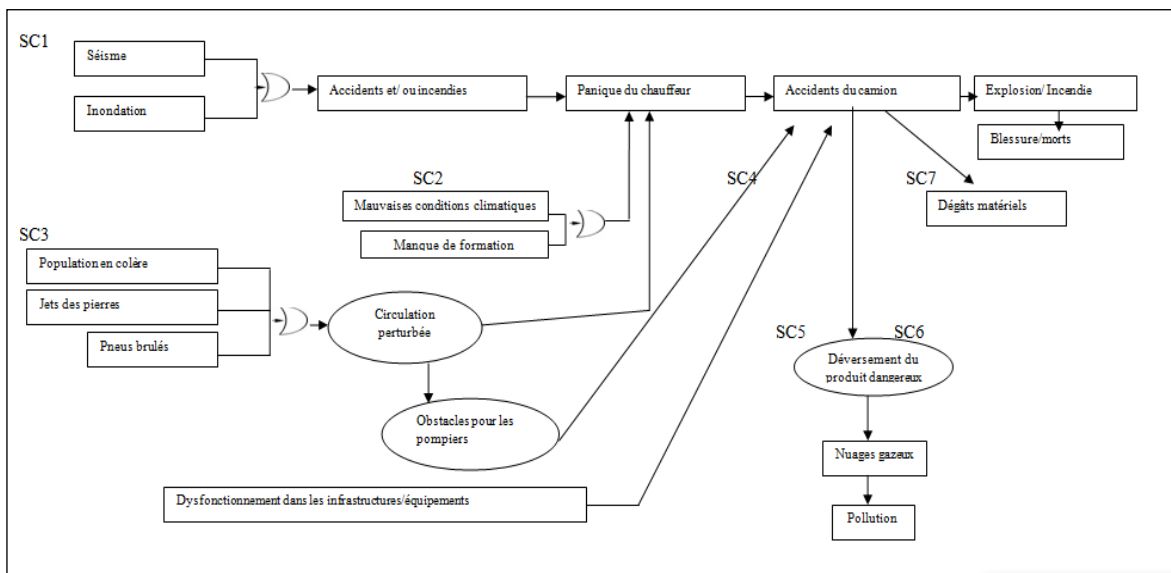 SC1
Séisme
Inondation
Accidents et/ ou incendies
Panique du chauffeur
Accidents du camion
Explosion/ Incendie
Blessure/morts
SC2
SC4
SC7
Mauvaises conditions climatiques
Manque de formation
Dégâts matériels
SC3
Population en colère
Jets des pierres
Pneus brulés
Circulation
perturbée
SC5
SC6
Déversement du
produit dangereux
Obstacles pour les
pompiers
Nuages gazeux
Dysfonctionnement dans les infrastructures/équipements
Pollution